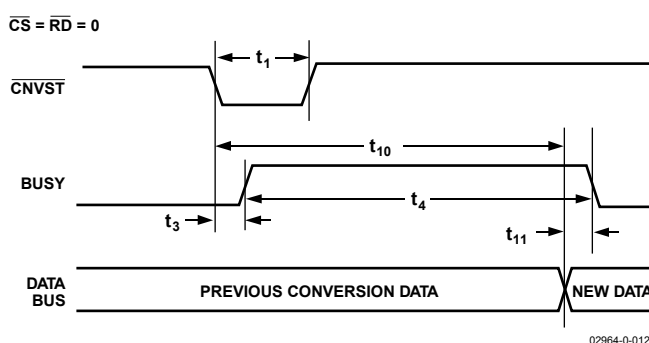 CS = RD = 0
t1
CNVST
t10
BUSY
t4
t3
t11
DATA
BUS
PREVIOUS CONVERSION DATA
NEW DATA
02964-0-012